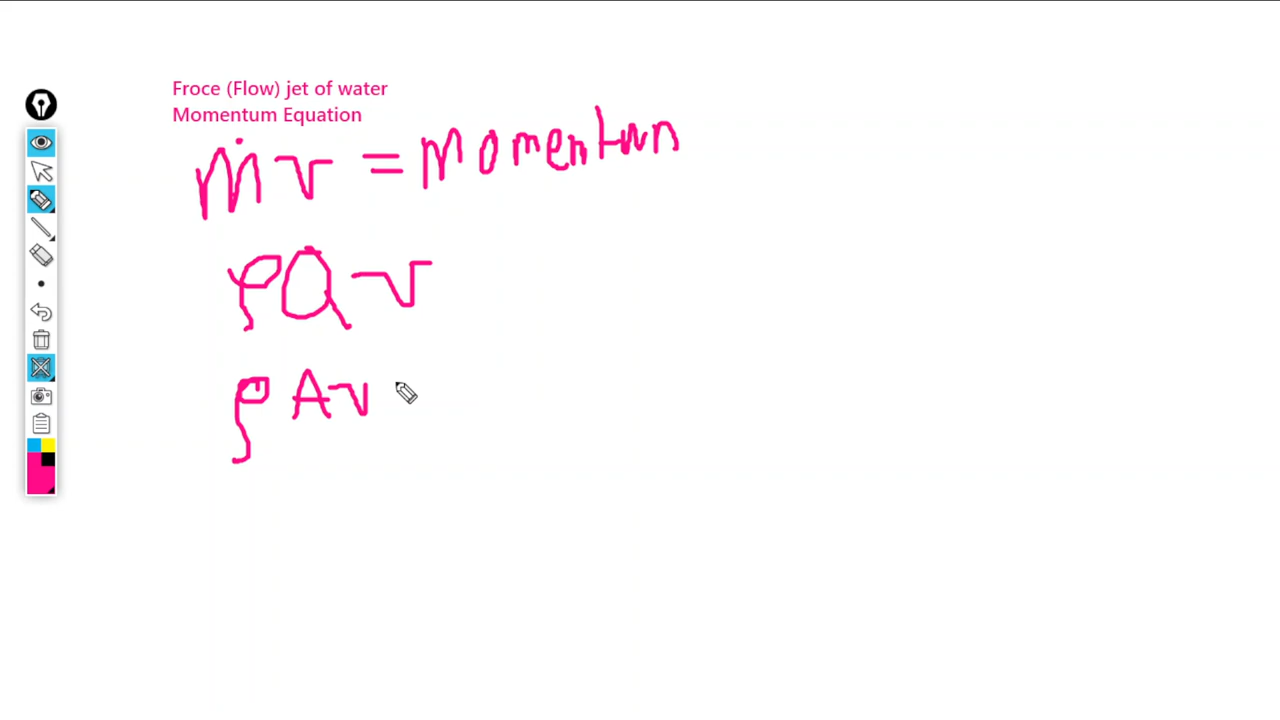 Froce (Flow) jet of water
Momentum Equation
ṁv = Momentum
ρQv
ρAv